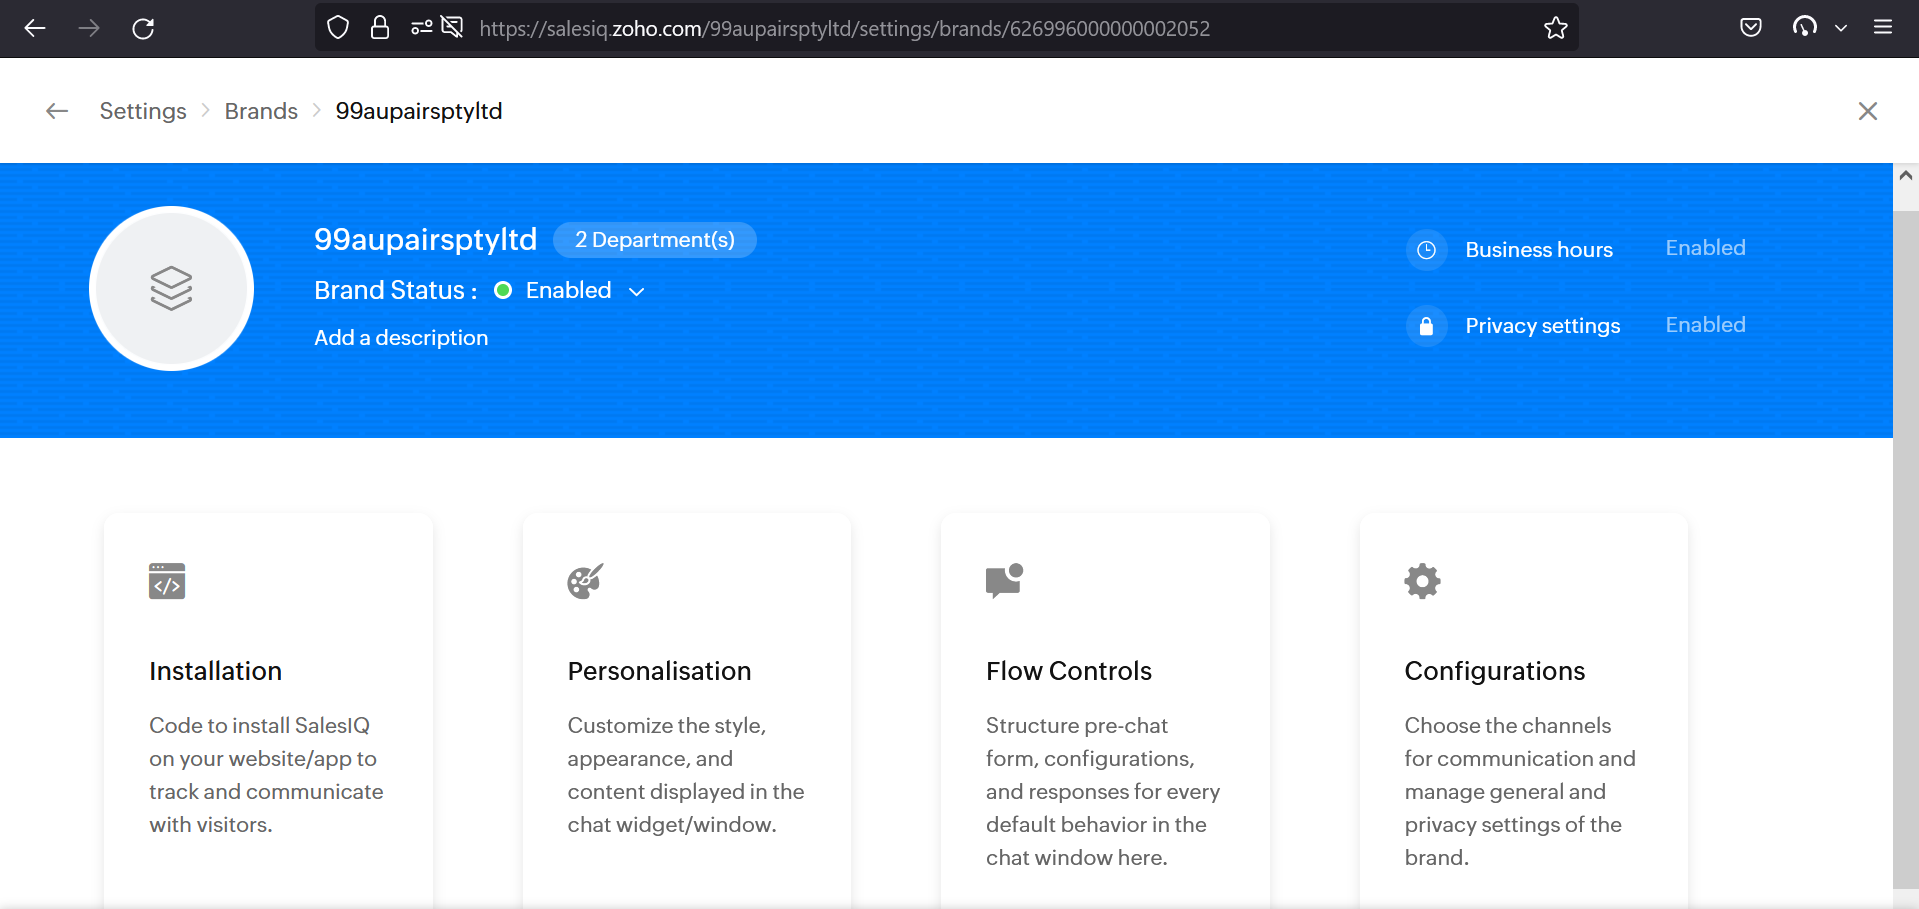 https://salesiq.zoho.com/99aupairsptyltd/settings/brands/626996000000002052
Settings > Brands > 99aupairsptyltd
99aupairsptyltd 2 Department(s)
Brand Status : Enabled
Add a description
Business hours Enabled
Privacy settings Enabled
Installation
Code to install SalesIQ
on your website/app to
track and communicate
with visitors.
Personalisation
Customize the style,
appearance, and
content displayed in the
chat widget/window.
Flow Controls
Structure pre-chat
form, configurations,
and responses for every
default behavior in the
chat window here.
Configurations
Choose the channels
for communication and
manage general and
privacy settings of the
brand.